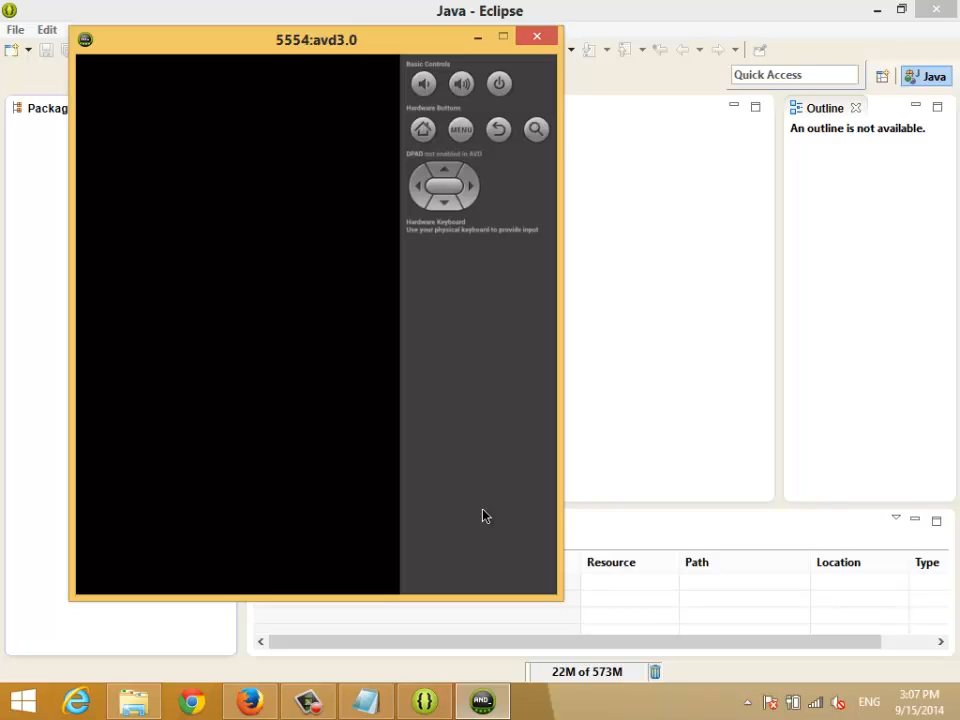 Java - Eclipse
File Edit
5554:avd3.0
Quick Access
Java
Packag
Outline
An outline is not available.
Basic Controls
Hardware Buttons
MENU
DPAD not enabled in AVD
Hardware Keyboard
Use your physical keyboard to provide input
Resource Path Location Type
22M of 573M
AND_
ENG
3:07 PM
9/15/2014